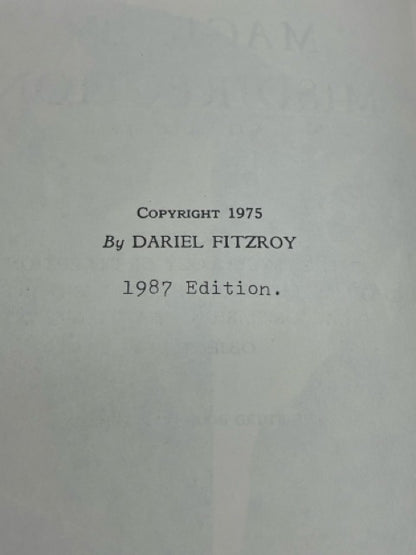 COPYRIGHT 1975
By DARIEL FITZROY
1987 Edition.